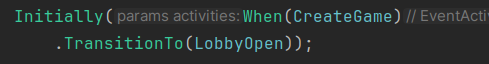 Initially( params activities: When(CreateGame) // EventActiv
.TransitionTo(LobbyOpen));